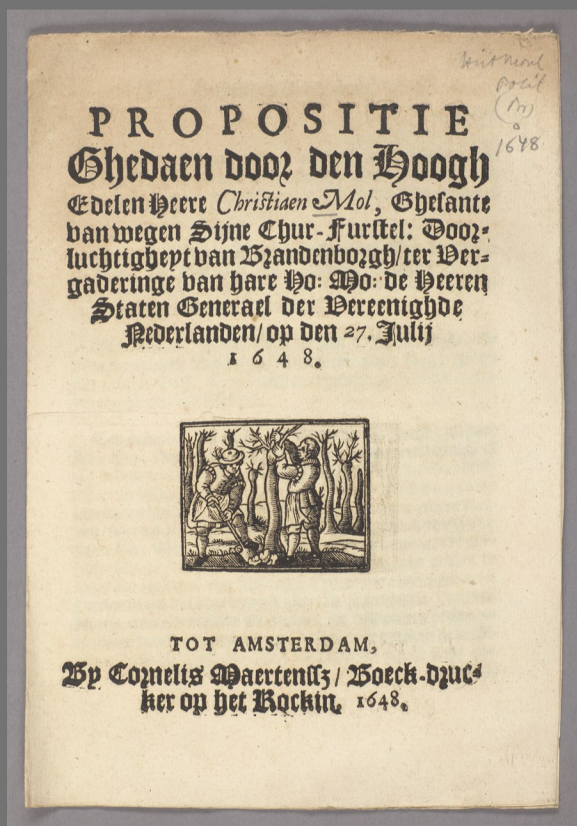 1648
PROPOSITIE
Ghedaen door den Hoogh
Edelen Heere Christiaen Mol, Ghesante
van wegen Sijne Chur-Furstel: Door-
luchtigheyt van Brandenborgh/ter Ver-
gaderinge van hare Ho: Mo: de Heeren
Staten Generael der Vereenighde
Nederlanden/op den 27. Julij
1648.
TOT AMSTERDAM,
By Cornelis Maertenssz/Boeck-druc-
ker op het Rockin. 1648.